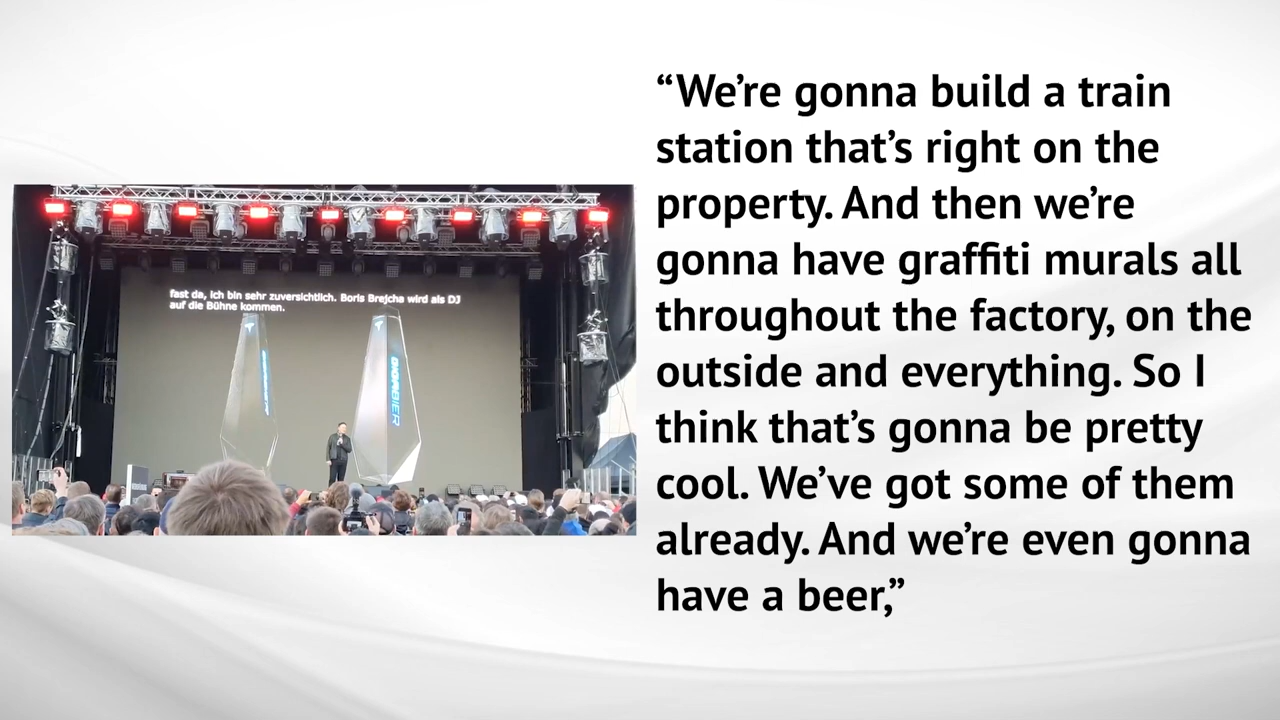 fast da, ich bin sehr zuversichtlich. Boris Brejcha wird als DJ
auf die Bühne kommen.
GIGABIER
“We’re gonna build a train
station that’s right on the
property. And then we’re
gonna have graffiti murals all
throughout the factory, on the
outside and everything. So I
think that’s gonna be pretty
cool. We’ve got some of them
already. And we’re even gonna
have a beer,”